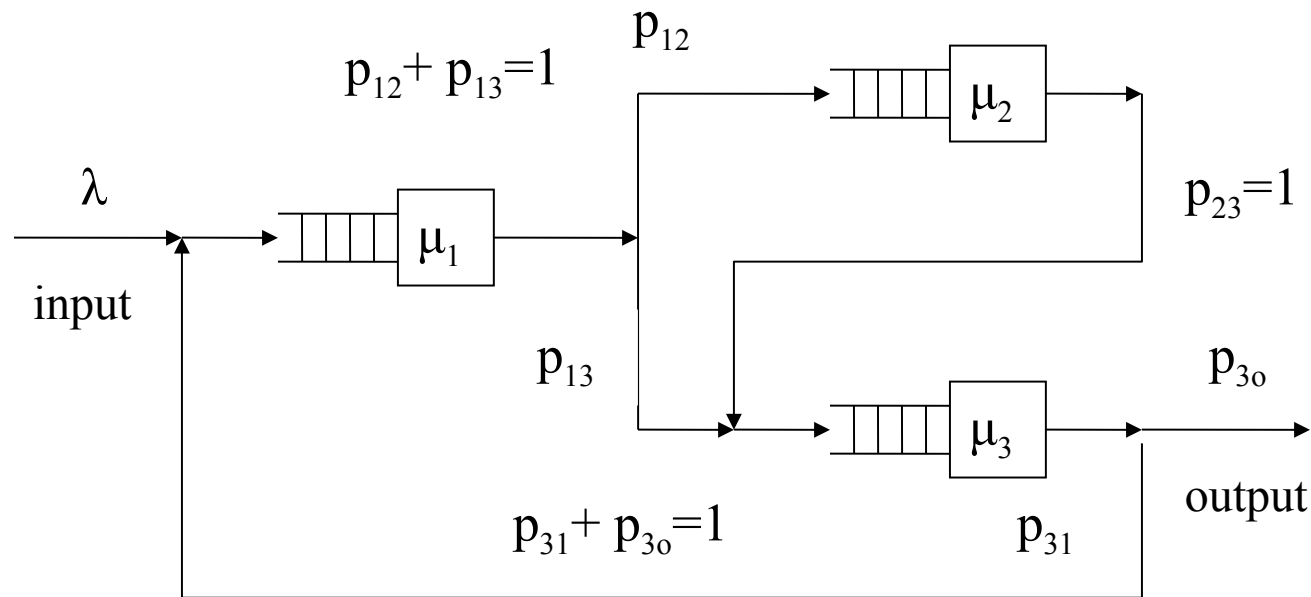 p₁₂
p₁₂+ p₁₃=1
μ₂
λ
p₂₃=1
μ₁
input
p₁₃
p₃ₒ
μ₃
output
p₃₁+ p₃ₒ=1
p₃₁